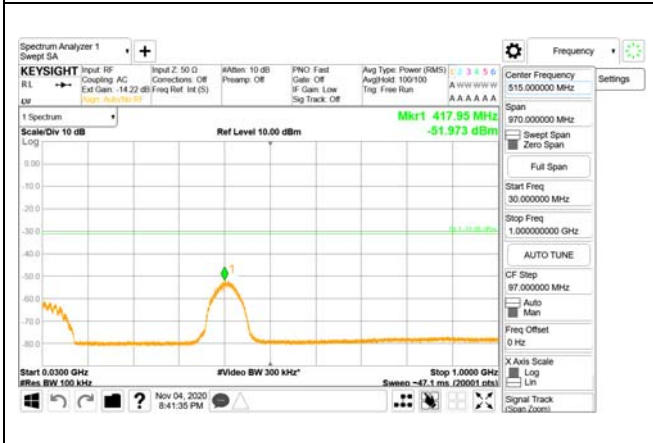 Spectrum Analyzer 1
Swept SA
+
Frequency
KEYSIGHT
Input: RF
Input Z: 50 Ω
#Atten: 10 dB
PNO: Fast
Avg Type: Power (RMS)
1 2 3 4 5 6
RL
Coupling: AC
Corrections: Off
Preamp: Off
Gate: Off
Avg|Hold: 100/100
A W W W W W
Ext Gain: -14.22 dB
Freq Ref: Int (S)
IF Gain: Low
Trig: Free Run
Align: Auto/No RF
Sig Track: Off
A A A A A A
1 Spectrum
Mkr1 417.95 MHz
Scale/Div 10 dB
Ref Level 10.00 dBm
-51.973 dBm
Log
0.00
-10.0
-20.0
-30.0
-40.0
-50.0
-60.0
-70.0
-80.0
1
Start 0.0300 GHz
#Video BW 300 kHz*
Stop 1.0000 GHz
#Res BW 100 kHz
Sweep ~47.1 ms (20001 pts)
Center Frequency
515.000000 MHz
Settings
Span
970.000000 MHz
Swept Span
Zero Span
Full Span
Start Freq
30.000000 MHz
Stop Freq
1.000000000 GHz
AUTO TUNE
CF Step
97.000000 MHz
Auto
Man
Freq Offset
0 Hz
X Axis Scale
Log
Lin
Signal Track
(Span Zoom)
?
Nov 04, 2020
8:41:35 PM